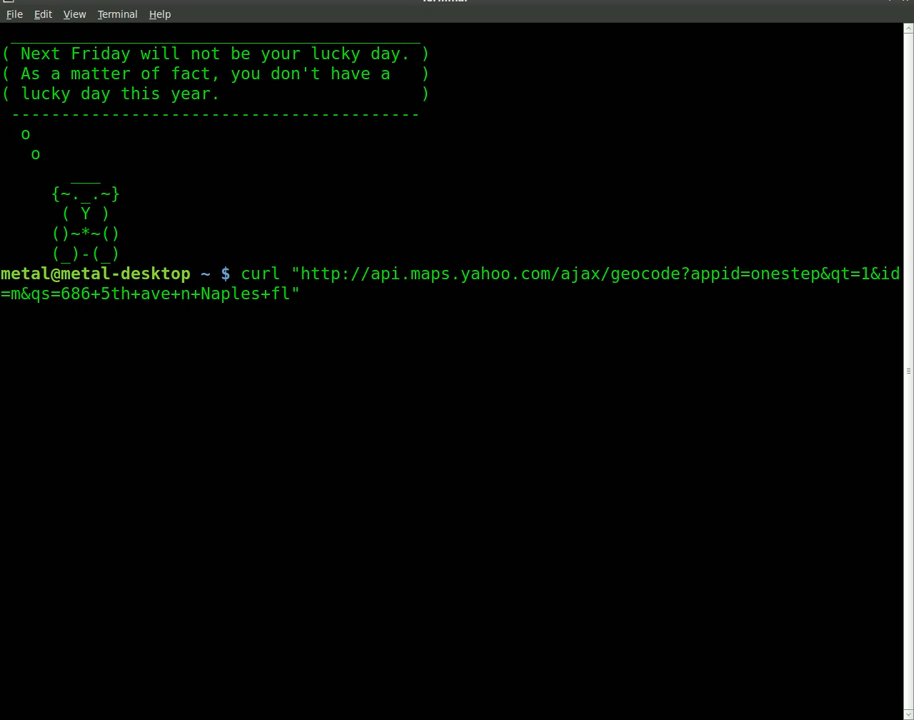 File Edit View Terminal Help
 _________________________________________
( Next Friday will not be your lucky day. )
( As a matter of fact, you don't have a   )
( lucky day this year.                    )
 -----------------------------------------
  o
   o
       ___
     {~._.~}
      ( Y )
     ()~*~()
     (_)-(_)
metal@metal-desktop ~ $ curl "http://api.maps.yahoo.com/ajax/geocode?appid=onestep&qt=1&id
=m&qs=686+5th+ave+n+Naples+fl"